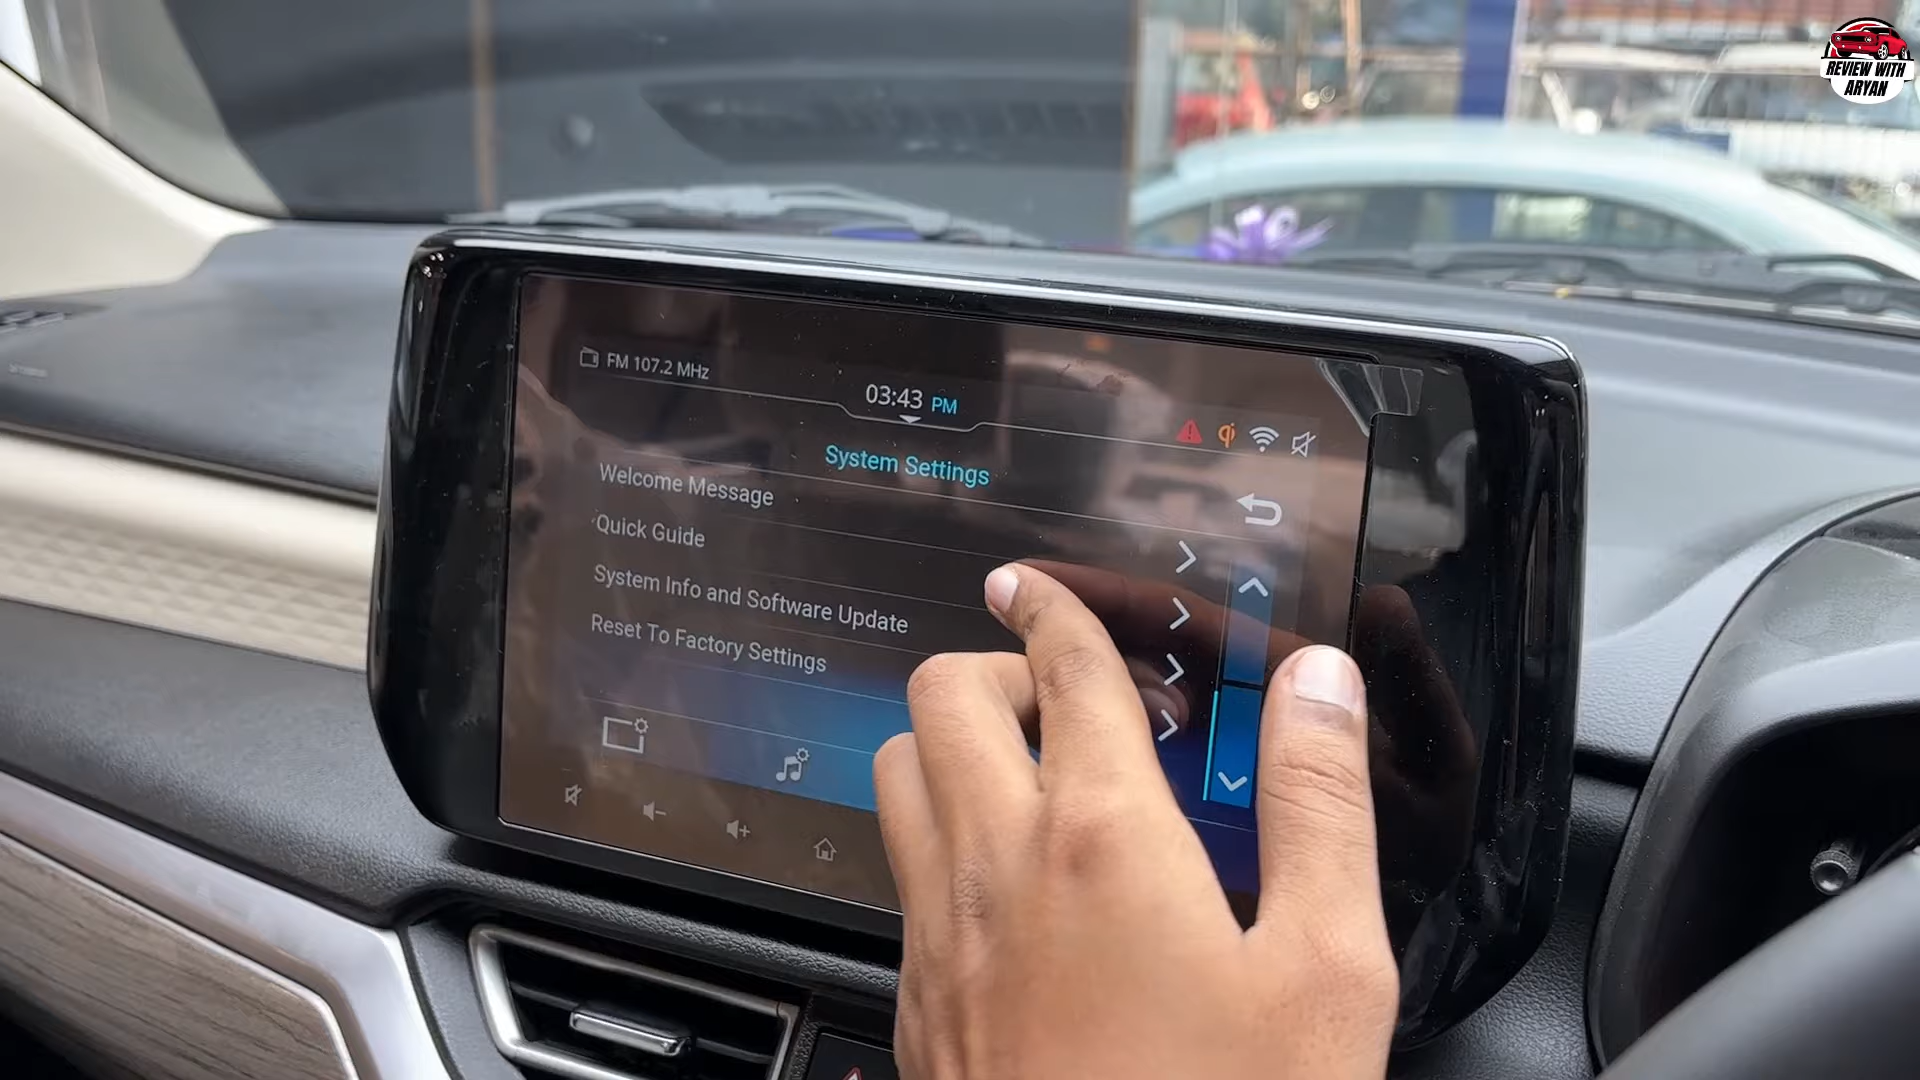 REVIEW WITH
ARYAN
FM 107.2 MHz
03:43 PM
System Settings
Welcome Message
Quick Guide
System Info and Software Update
Reset To Factory Settings